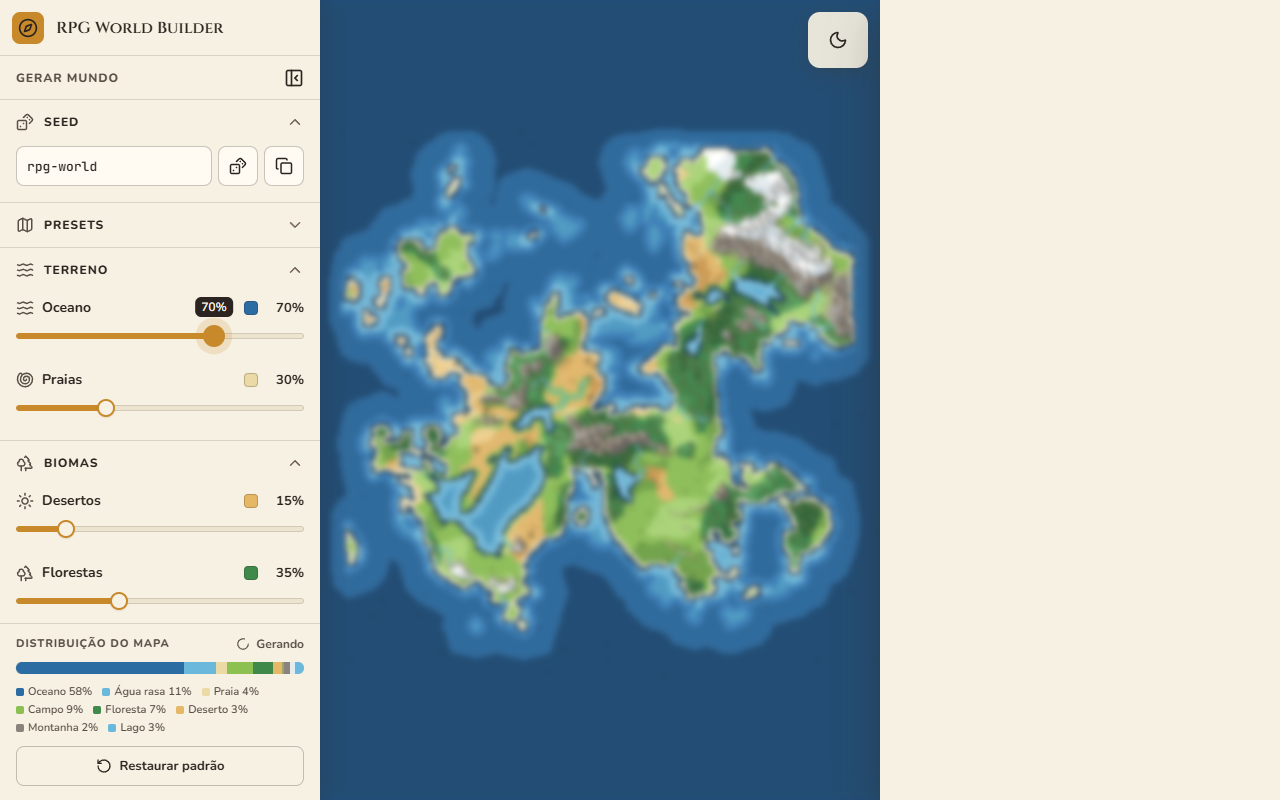 RPG World Builder
GERAR MUNDO
SEED
rpg-world
PRESETS
TERRENO
Oceano 70% 70%
Praias 30%
BIOMAS
Desertos 15%
Florestas 35%
DISTRIBUIÇÃO DO MAPA Gerando
Oceano 58% Água rasa 11% Praia 4%
Campo 9% Floresta 7% Deserto 3%
Montanha 2% Lago 3%
Restaurar padrão